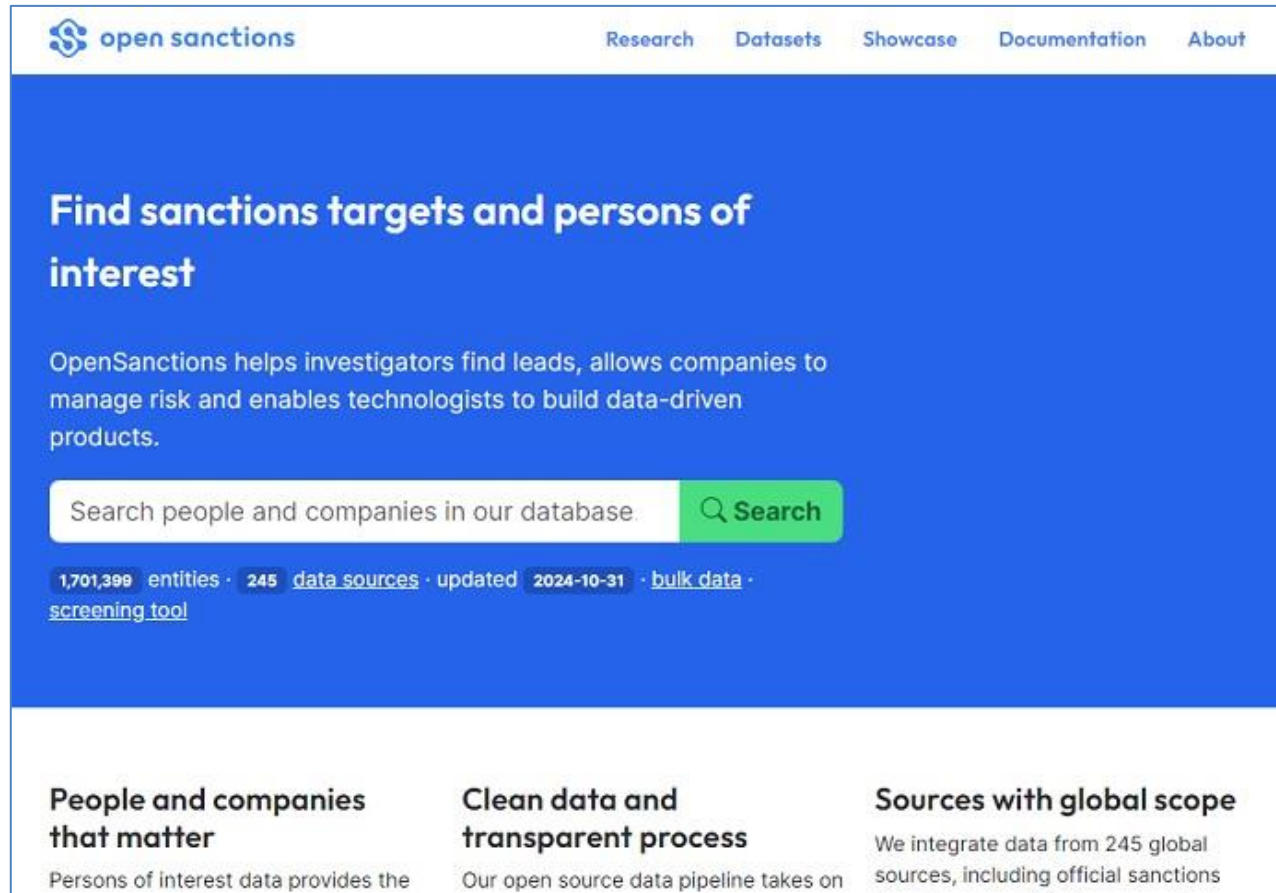 open sanctions
Research Datasets Showcase Documentation About
Find sanctions targets and persons of
interest
OpenSanctions helps investigators find leads, allows companies to
manage risk and enables technologists to build data-driven
products.
Search people and companies in our database. Search
1,701,399 entities · 245 data sources · updated 2024-10-31 · bulk data ·
screening tool
People and companies
that matter
Persons of interest data provides the
Clean data and
transparent process
Our open source data pipeline takes on
Sources with global scope
We integrate data from 245 global
sources, including official sanctions